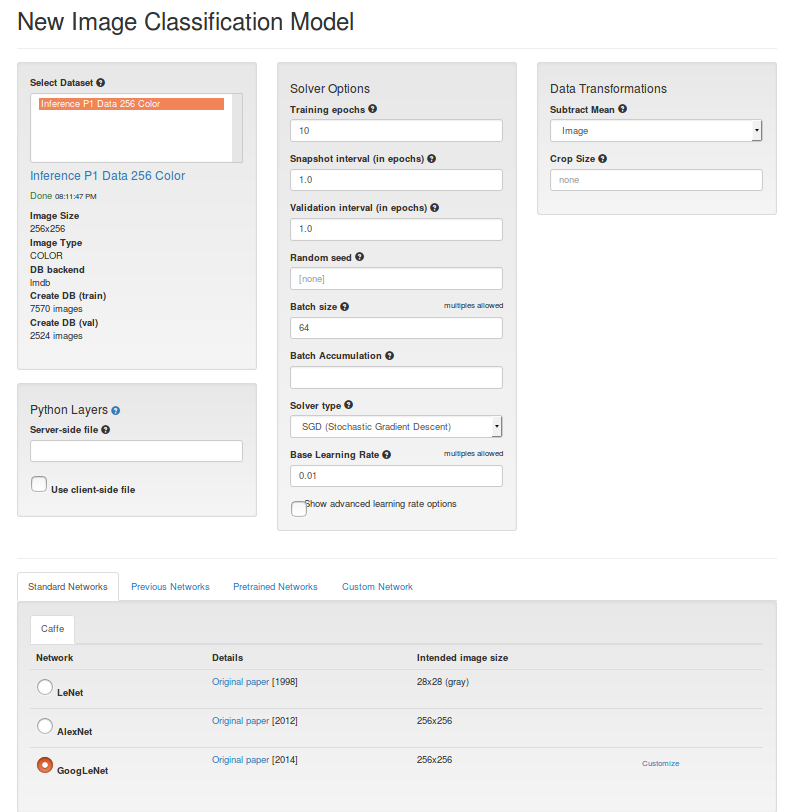 New Image Classification Model
Select Dataset
Inference P1 Data 256 Color
Inference P1 Data 256 Color
Done 08:11:47 PM
Image Size
256x256
Image Type
COLOR
DB backend
lmdb
Create DB (train)
7570 images
Create DB (val)
2524 images
Python Layers
Server-side file
Use client-side file
Solver Options
Training epochs
10
Snapshot interval (in epochs)
1.0
Validation interval (in epochs)
1.0
Random seed
[none]
Batch size multiples allowed
64
Batch Accumulation
Solver type
SGD (Stochastic Gradient Descent)
Base Learning Rate multiples allowed
0.01
Show advanced learning rate options
Data Transformations
Subtract Mean
Image
Crop Size
none
Standard Networks Previous Networks Pretrained Networks Custom Network
Caffe
Network Details Intended image size
LeNet Original paper [1998] 28x28 (gray)
AlexNet Original paper [2012] 256x256
GoogLeNet Original paper [2014] 256x256 Customize